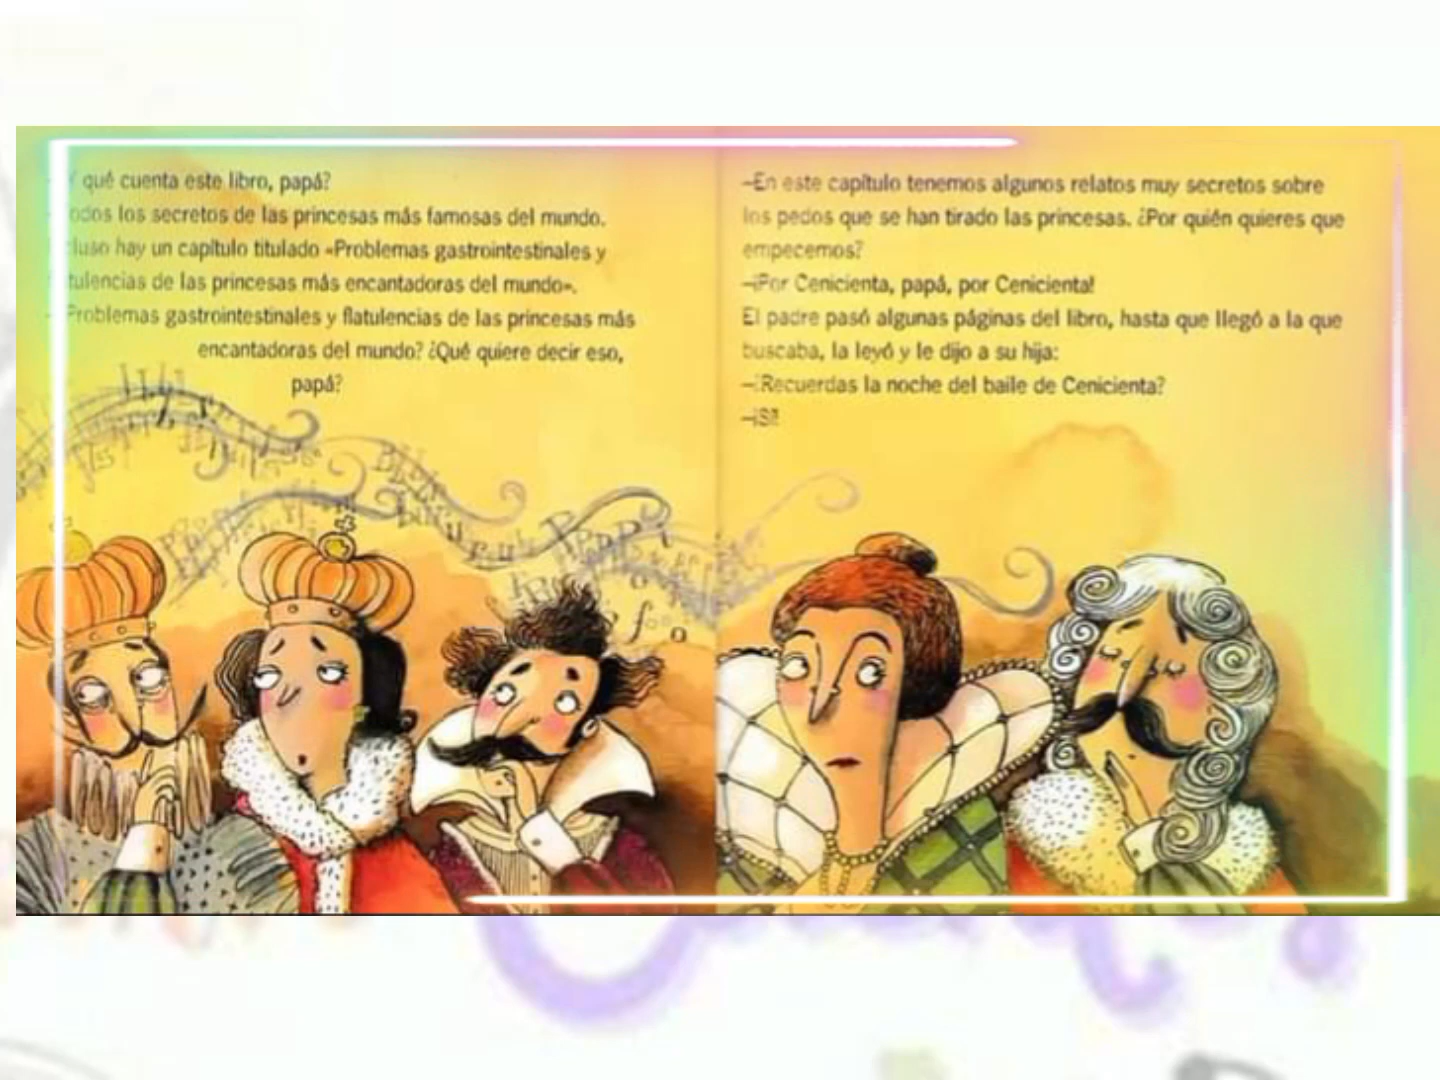 qué cuenta este libro, papá?
odos los secretos de las princesas más famosas del mundo.
cluso hay un capítulo titulado «Problemas gastrointestinales y
tulencias de las princesas más encantadoras del mundo».
Problemas gastrointestinales y flatulencias de las princesas más
encantadoras del mundo? ¿Qué quiere decir eso,
papá?
—En este capítulo tenemos algunos relatos muy secretos sobre
los pedos que se han tirado las princesas. ¿Por quién quieres que
empecemos?
—¡Por Cenicienta, papá, por Cenicienta!
El padre pasó algunas páginas del libro, hasta que llegó a la que
buscaba, la leyó y le dijo a su hija:
—¿Recuerdas la noche del baile de Cenicienta?
—¡Sí!